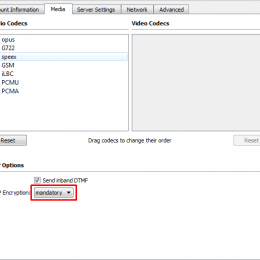 unt Information Media Server Settings Network Advanced
io Codecs Video Codecs
opus
G722
speex
GSM
iLBC
PCMU
PCMA
Reset Drag codecs to change their order Reset
Options
Send inband DTMF
P Encryption: mandatory